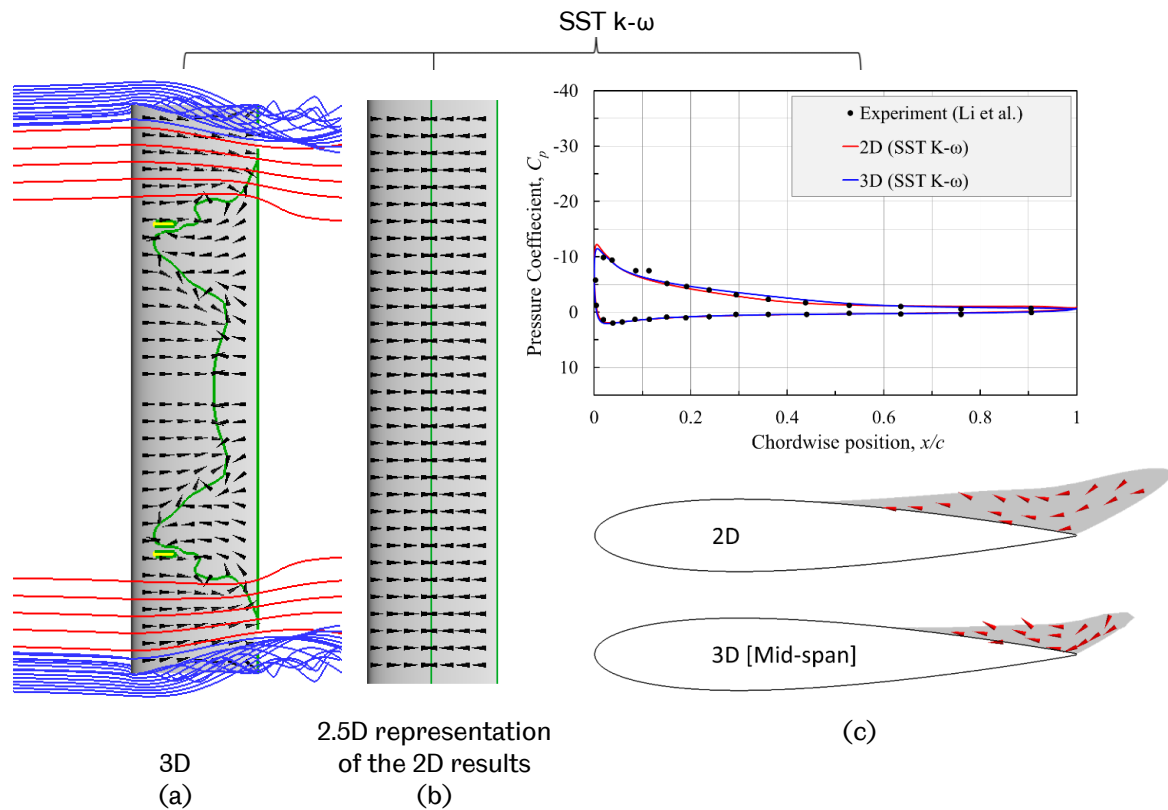 SST k-ω
-40
-30
-20
-10
0
10
Pressure Coeffiecient, Cp
Experiment (Li et al.)
2D (SST K-ω)
3D (SST K-ω)
0
0.2
0.4
0.6
0.8
1
Chordwise position, x/c
2D
3D [Mid-span]
3D
(a)
2.5D representation
of the 2D results
(b)
(c)